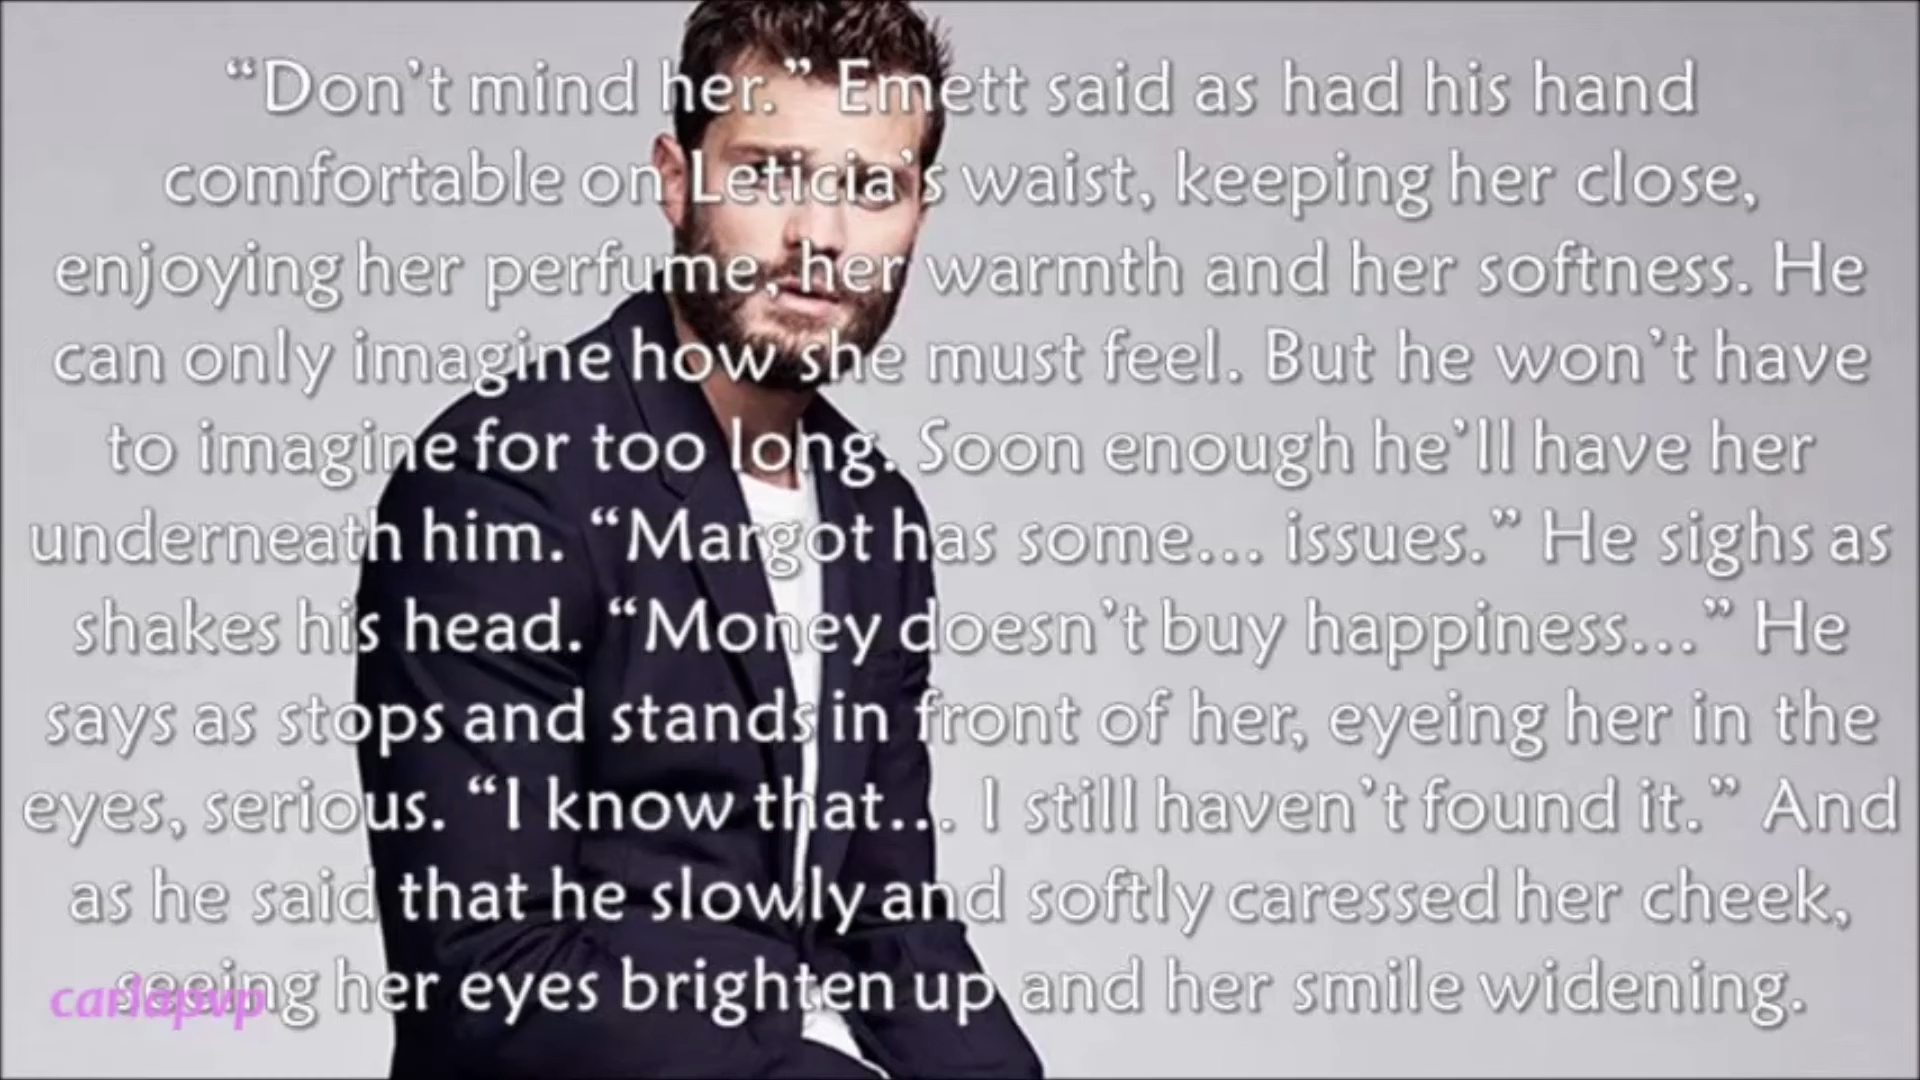 “Don’t mind her.” Emett said as had his hand
comfortable on Leticia’s waist, keeping her close,
enjoying her perfume, her warmth and her softness. He
can only imagine how she must feel. But he won’t have
to imagine for too long. Soon enough he’ll have her
underneath him. “Margot has some... issues.” He sighs as
shakes his head. “Money doesn’t buy happiness...” He
says as stops and stands in front of her, eyeing her in the
eyes, serious. “I know that... I still haven’t found it.” And
as he said that he slowly and softly caressed her cheek,
seeing her eyes brighten up and her smile widening.
carlapvp